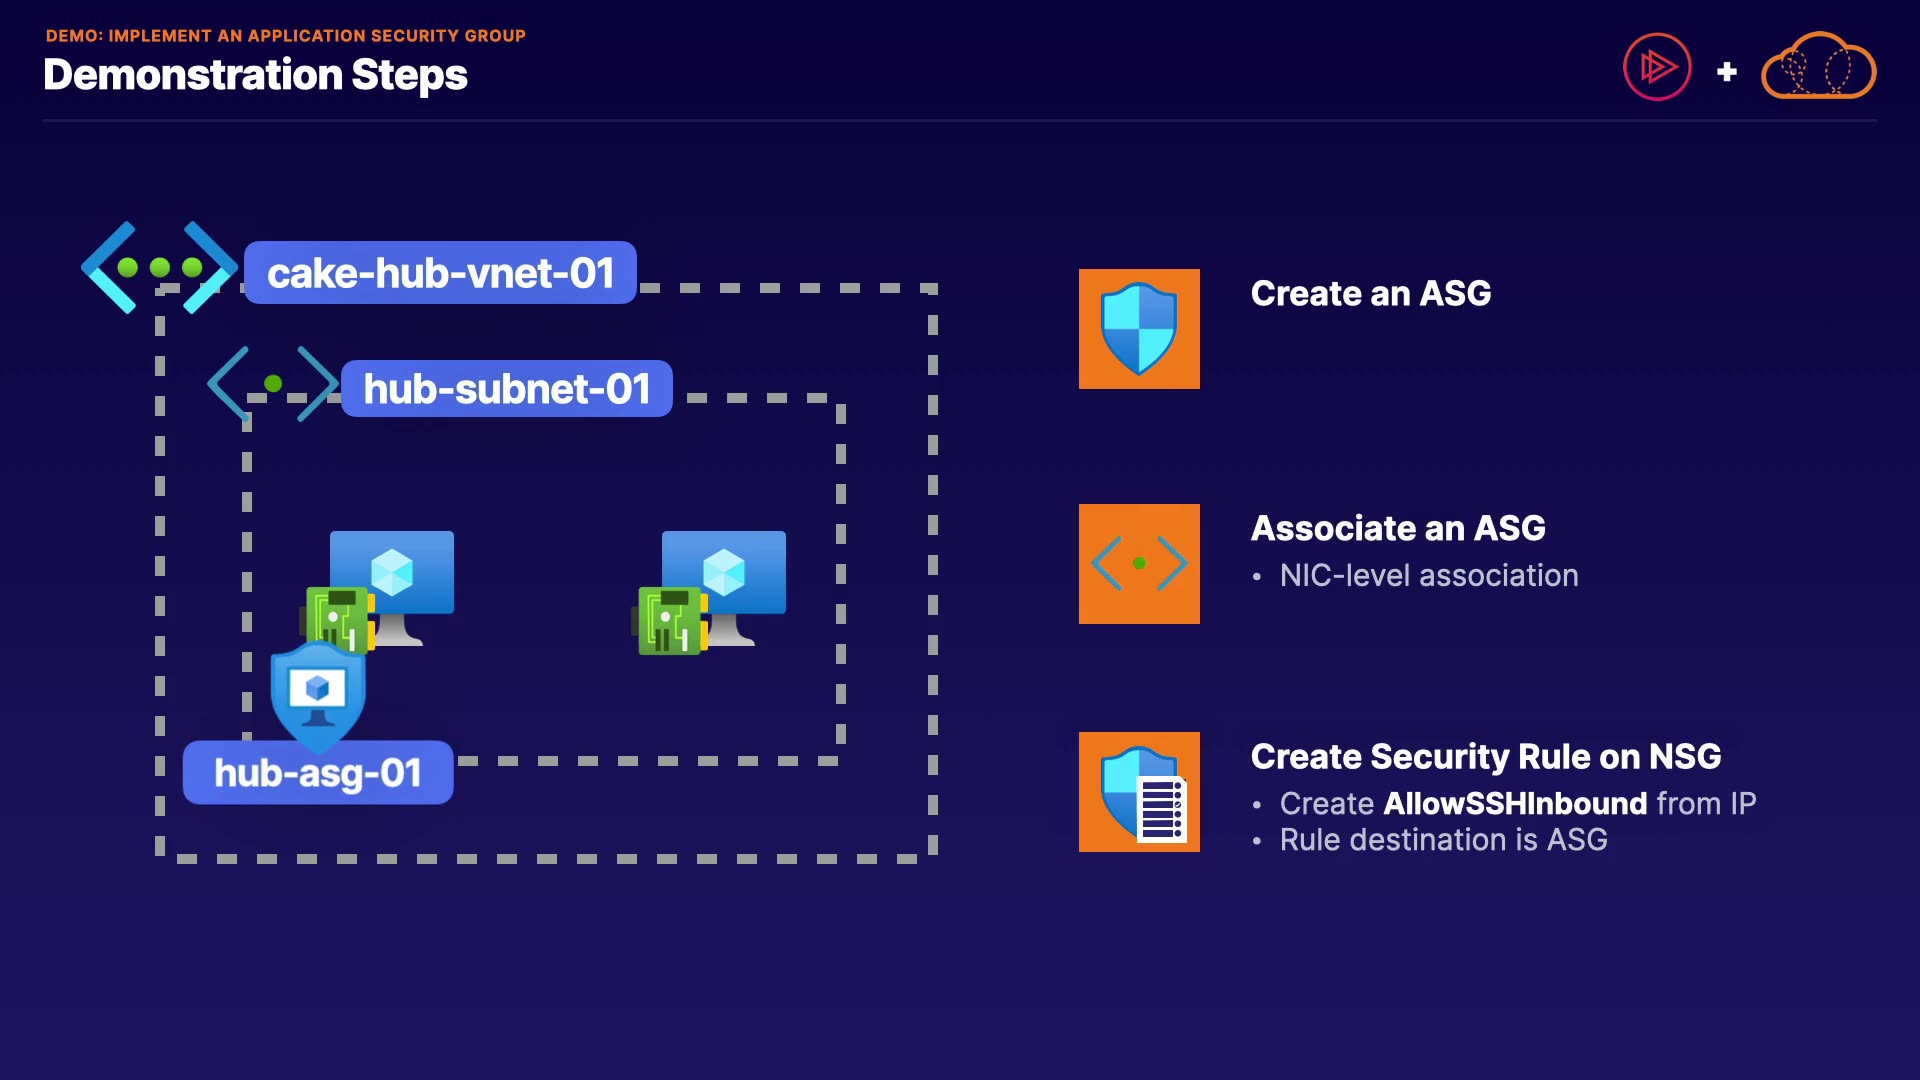 DEMO: IMPLEMENT AN APPLICATION SECURITY GROUP
Demonstration Steps
cake-hub-vnet-01
hub-subnet-01
hub-asg-01
Create an ASG
Associate an ASG
• NIC-level association
Create Security Rule on NSG
• Create AllowSSHInbound from IP
• Rule destination is ASG